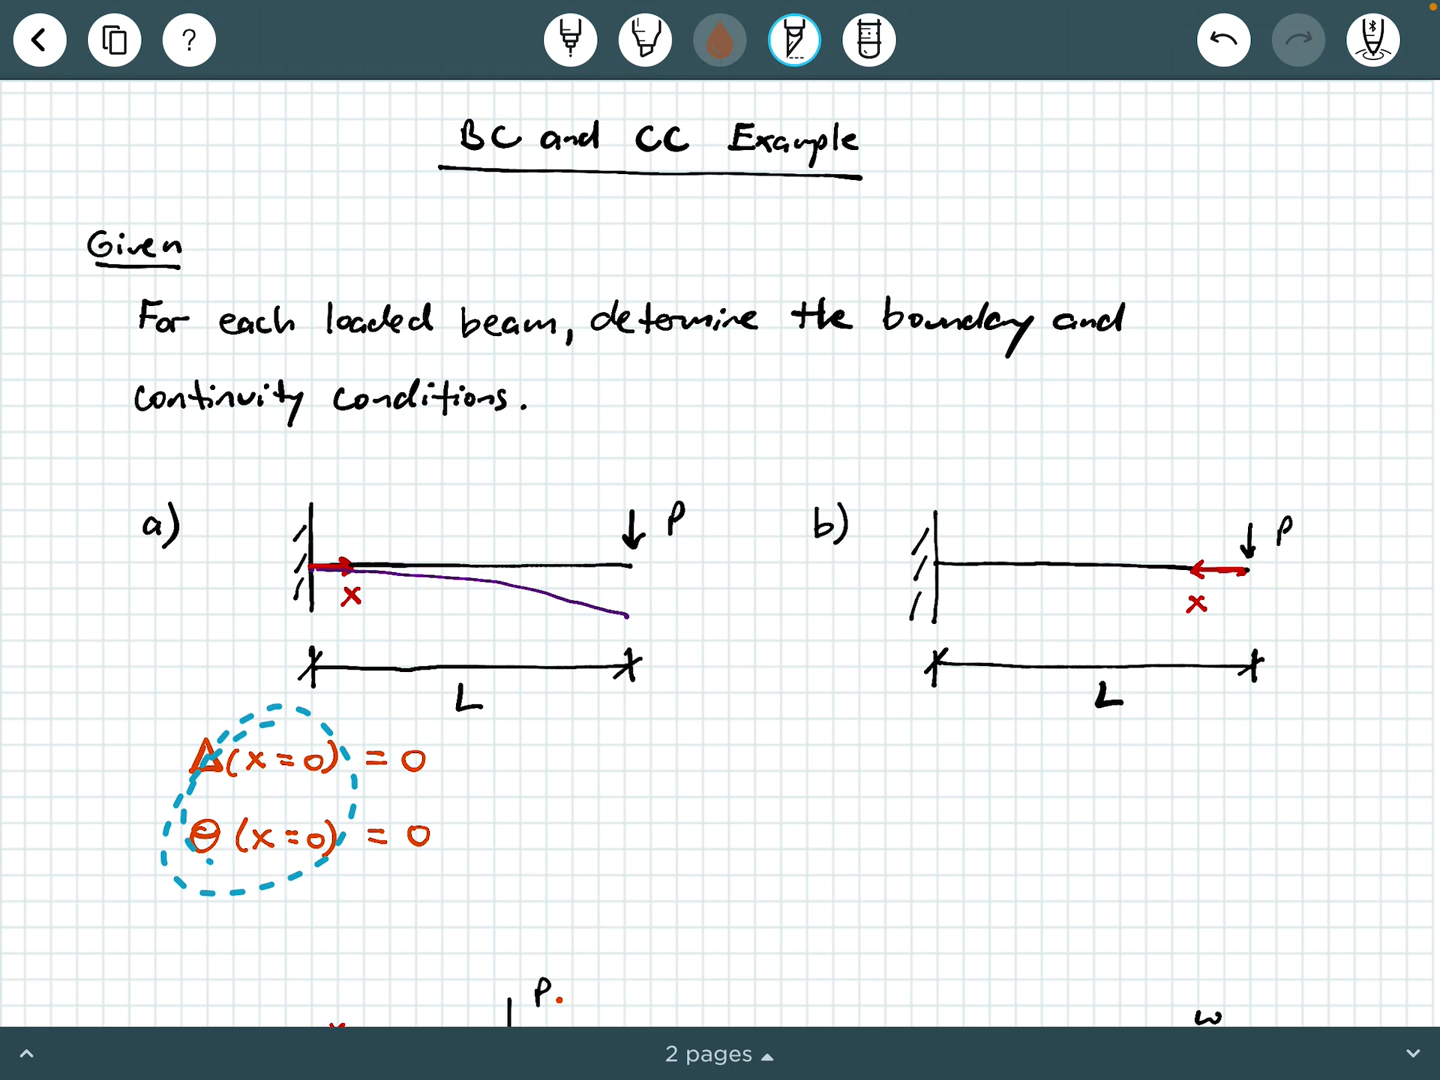 ?
BC and CC Example
Given
For each loaded beam, determine the bounday and
continuity conditions.
a)
P
x
L
b)
P
x
L
Δ(x=0) = 0
θ(x=0) = 0
P
x
w
2 pages